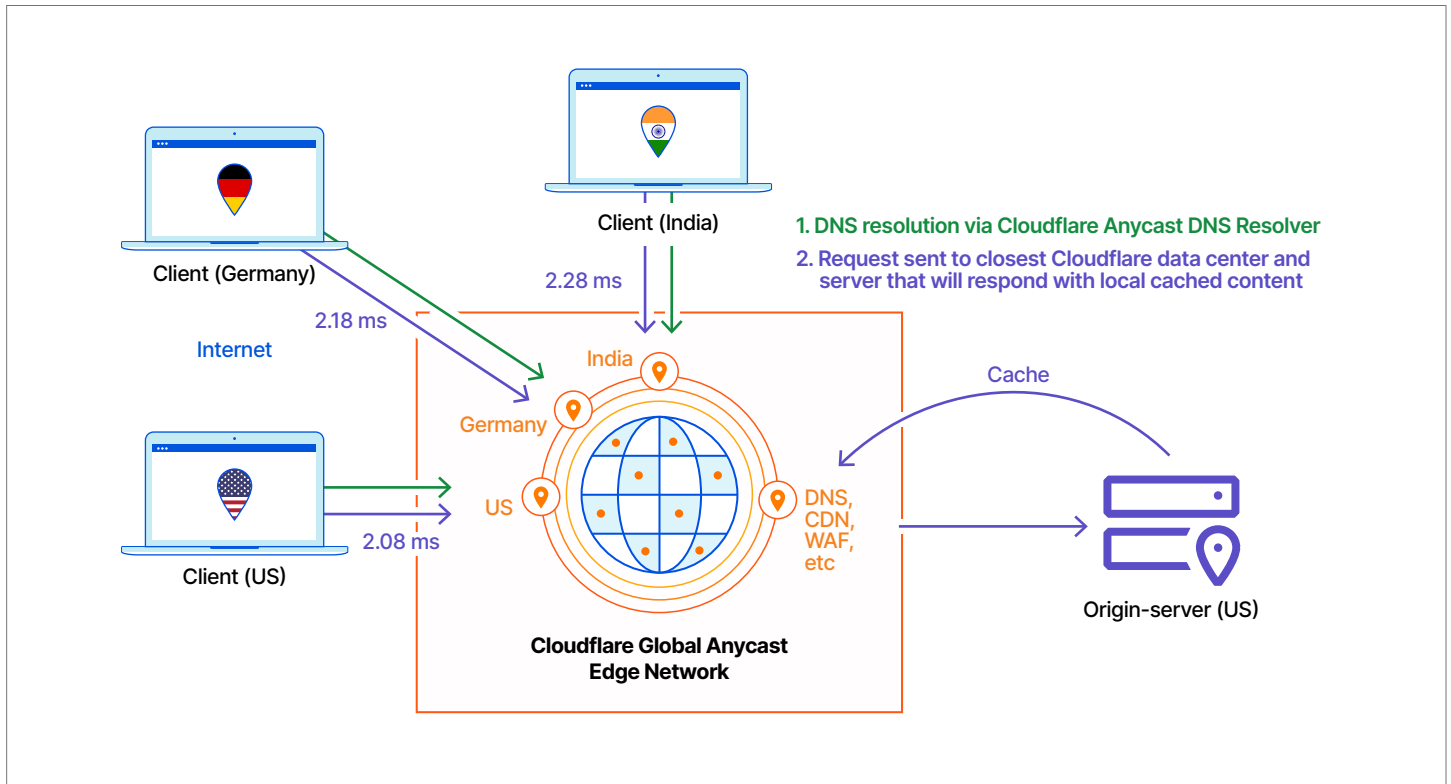 Client (India)
1. DNS resolution via Cloudflare Anycast DNS Resolver
2. Request sent to closest Cloudflare data center and
server that will respond with local cached content
Client (Germany)
2.28 ms
2.18 ms
Internet
India
Cache
Germany
US
DNS,
CDN,
WAF,
etc
2.08 ms
Client (US)
Origin-server (US)
Cloudflare Global Anycast
Edge Network